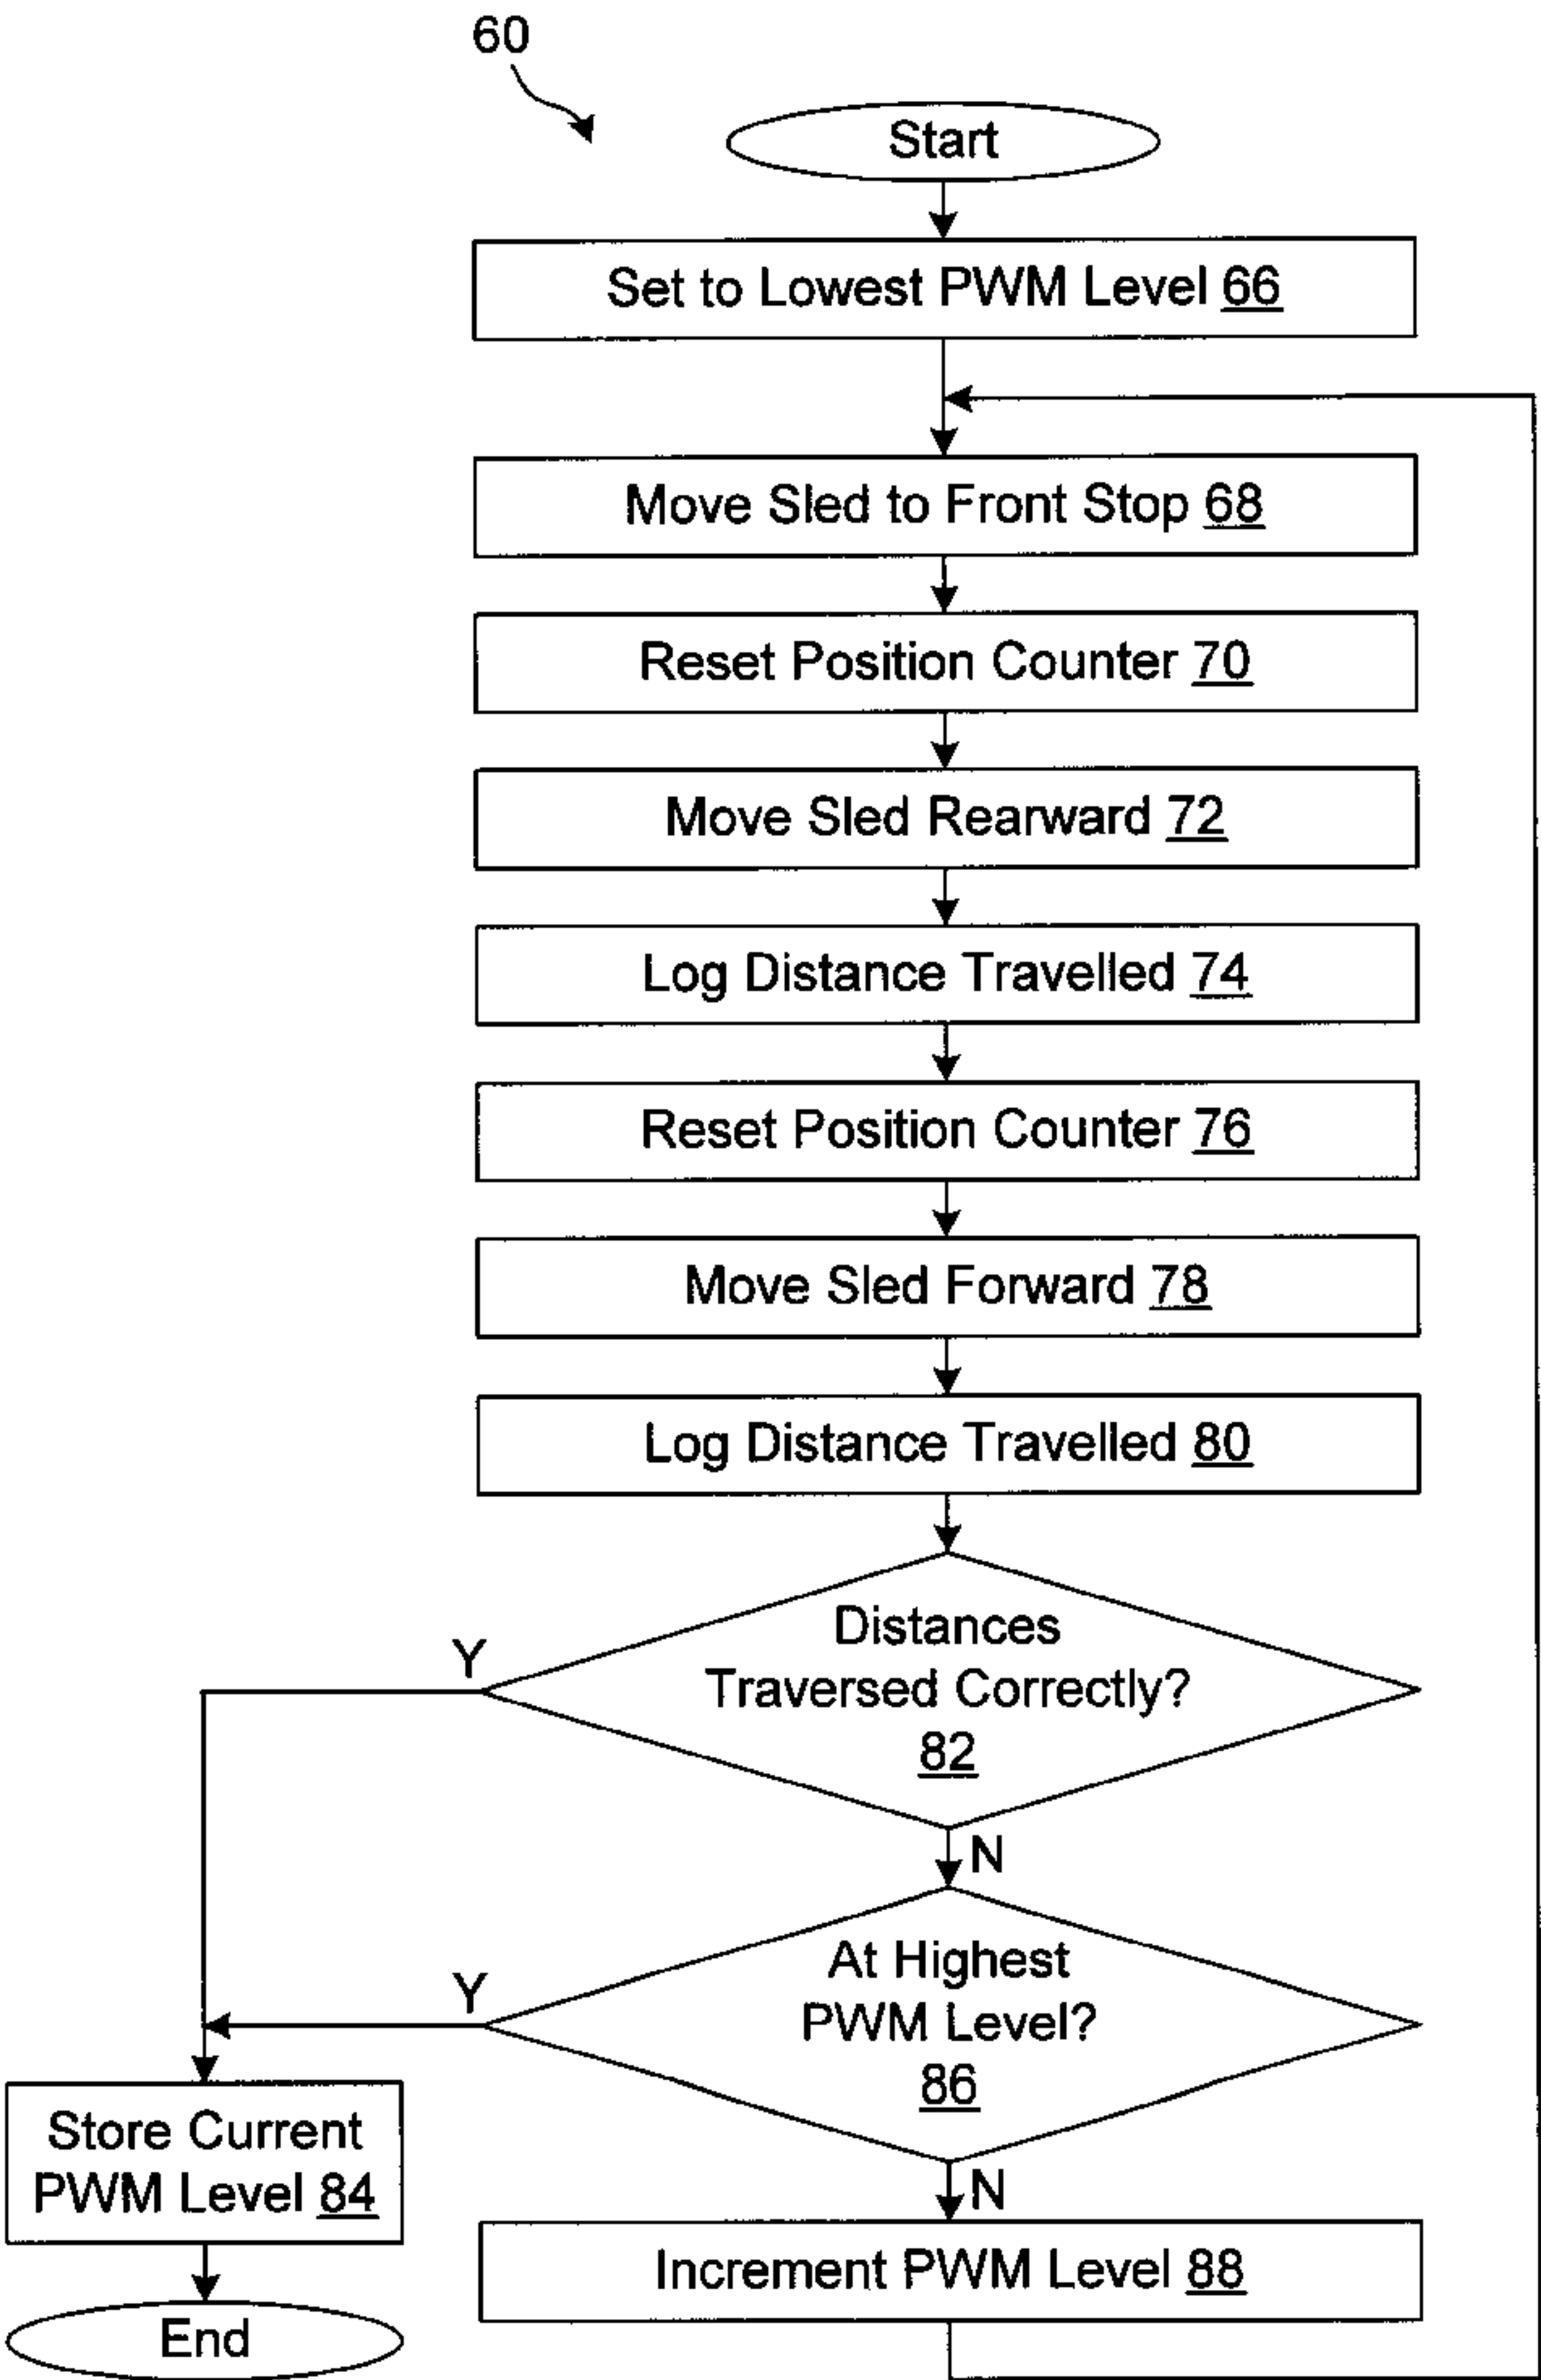 60
Start
Set to Lowest PWM Level 66
Move Sled to Front Stop 68
Reset Position Counter 70
Move Sled Rearward 72
Log Distance Travelled 74
Reset Position Counter 76
Move Sled Forward 78
Log Distance Travelled 80
Distances
Traversed Correctly?
82
Y
N
At Highest
PWM Level?
86
Y
N
Store Current
PWM Level 84
Increment PWM Level 88
End